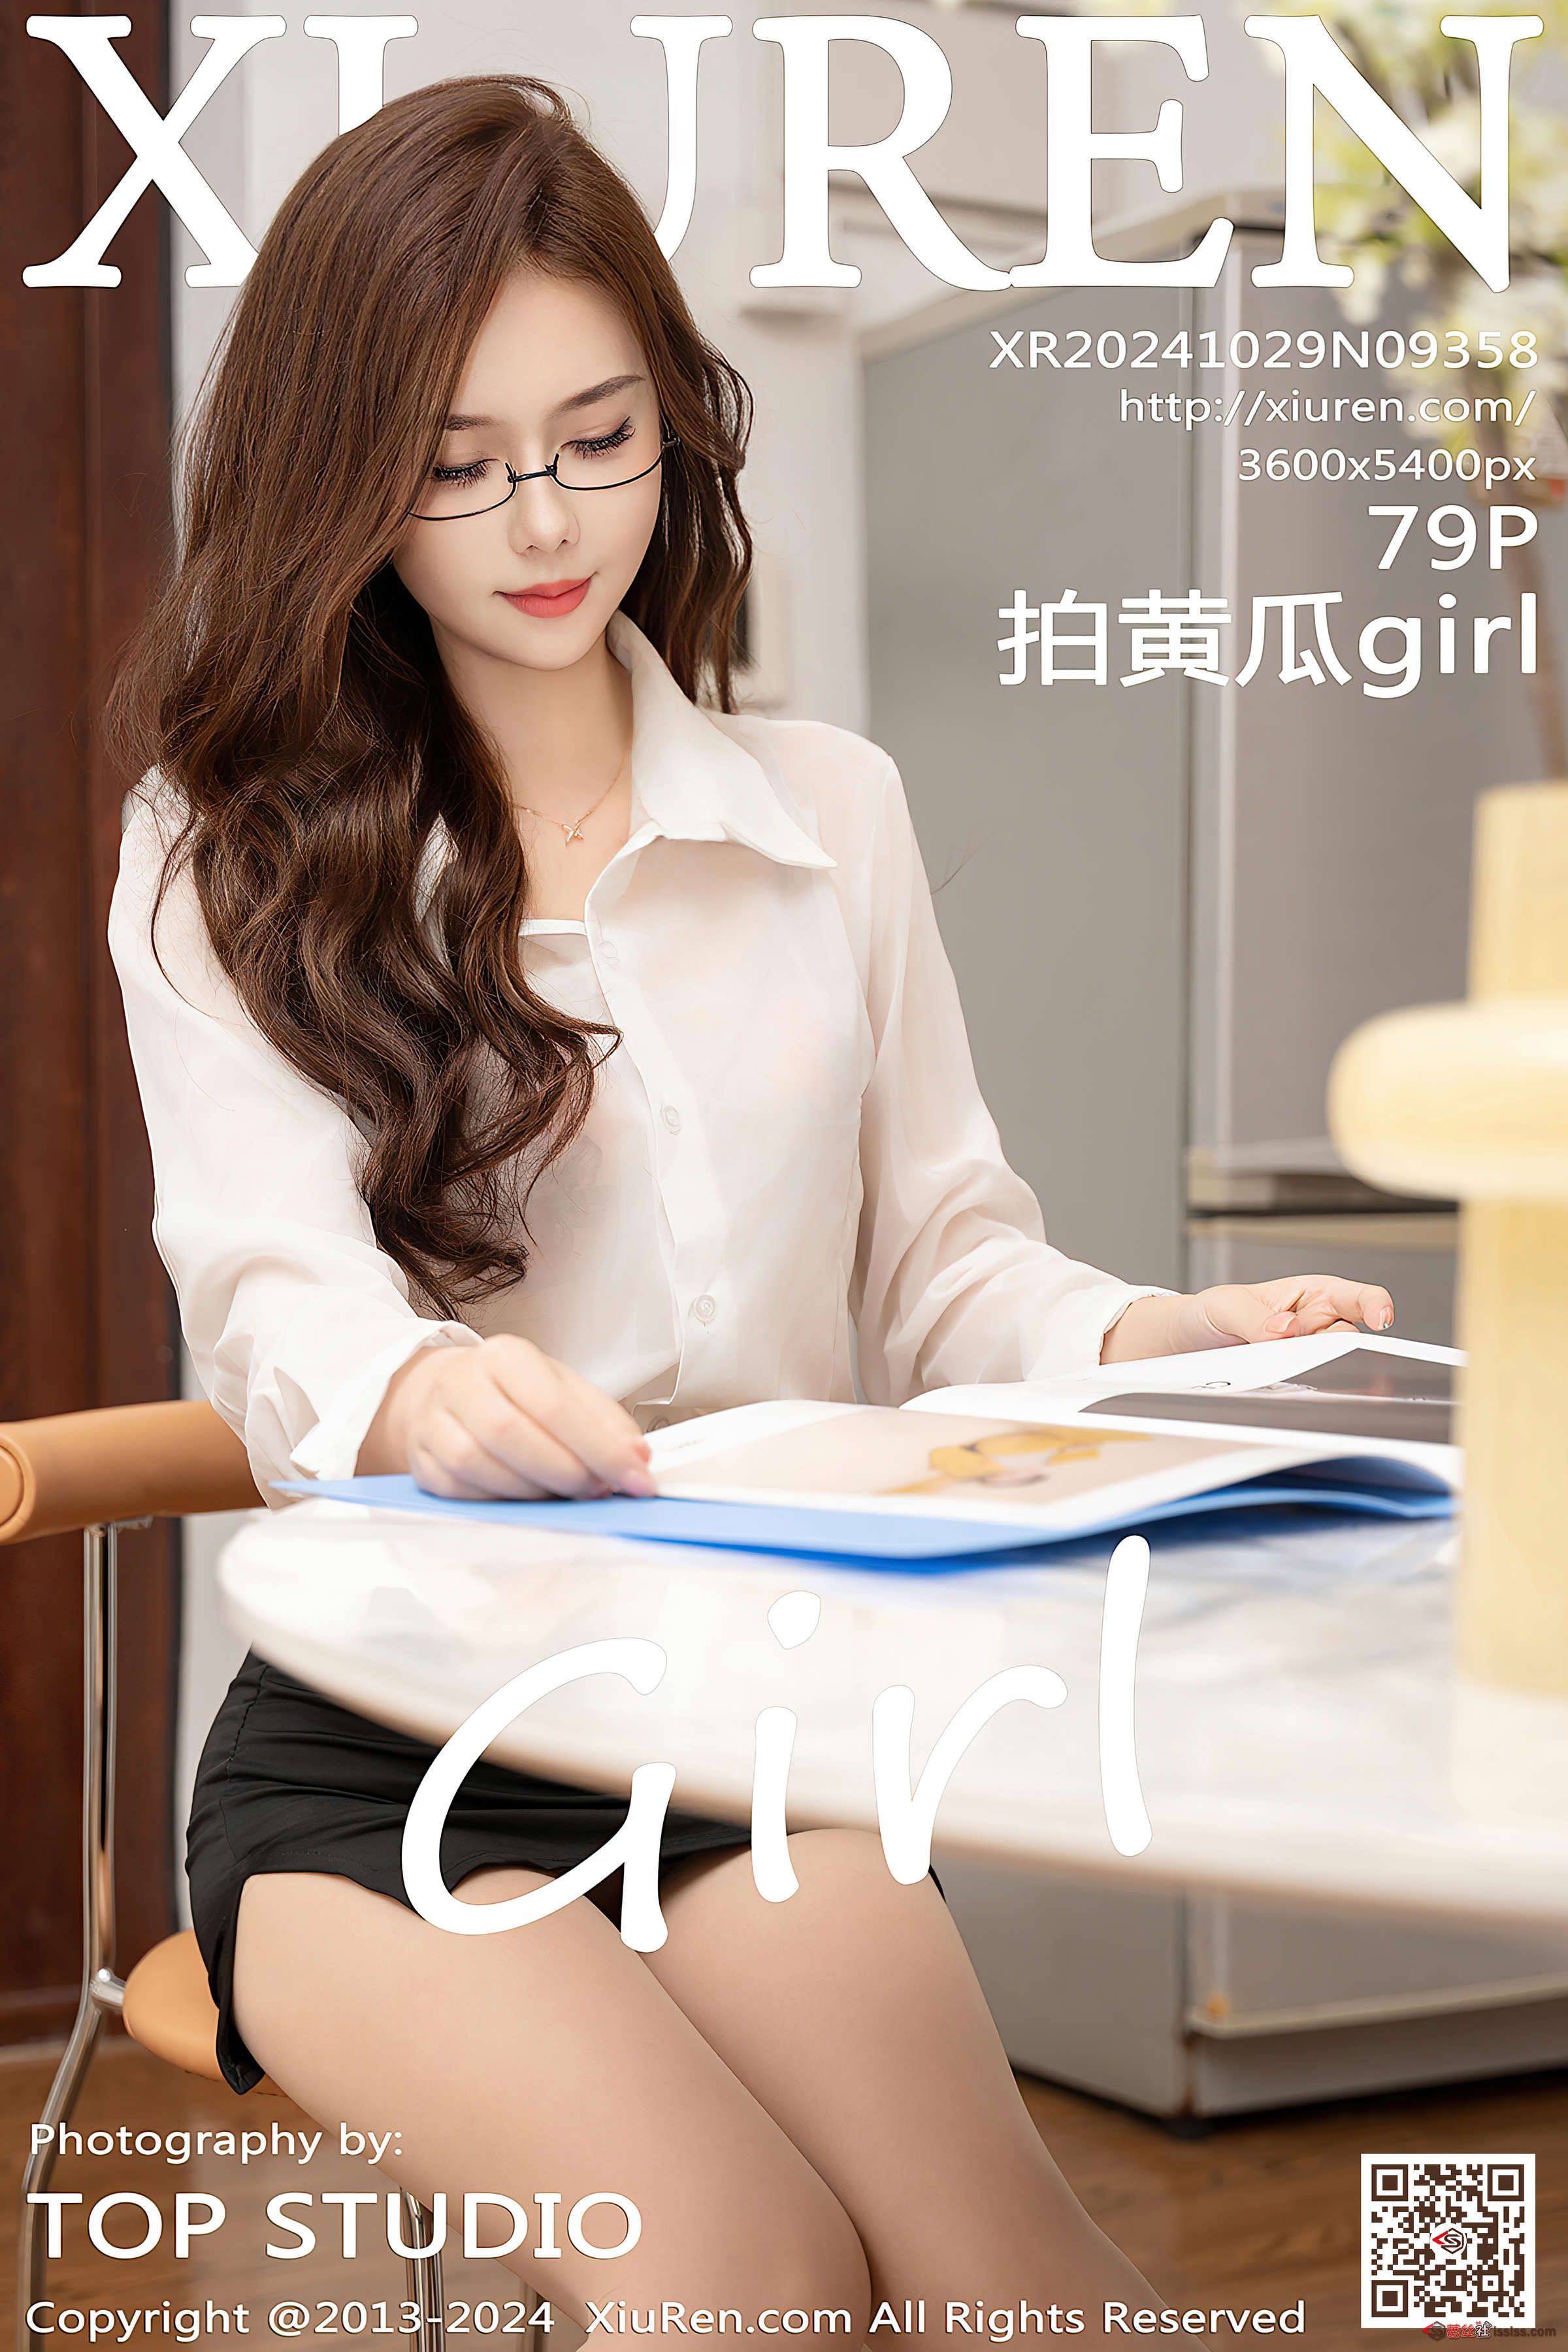 XIUREN
XR20241029N09358
http://xiuren.com/
3600x5400px
79P
拍黄瓜girl
Girl
Photography by:
TOP STUDIO
Copyright @2013-2024 XiuRen.com All Rights Reserved